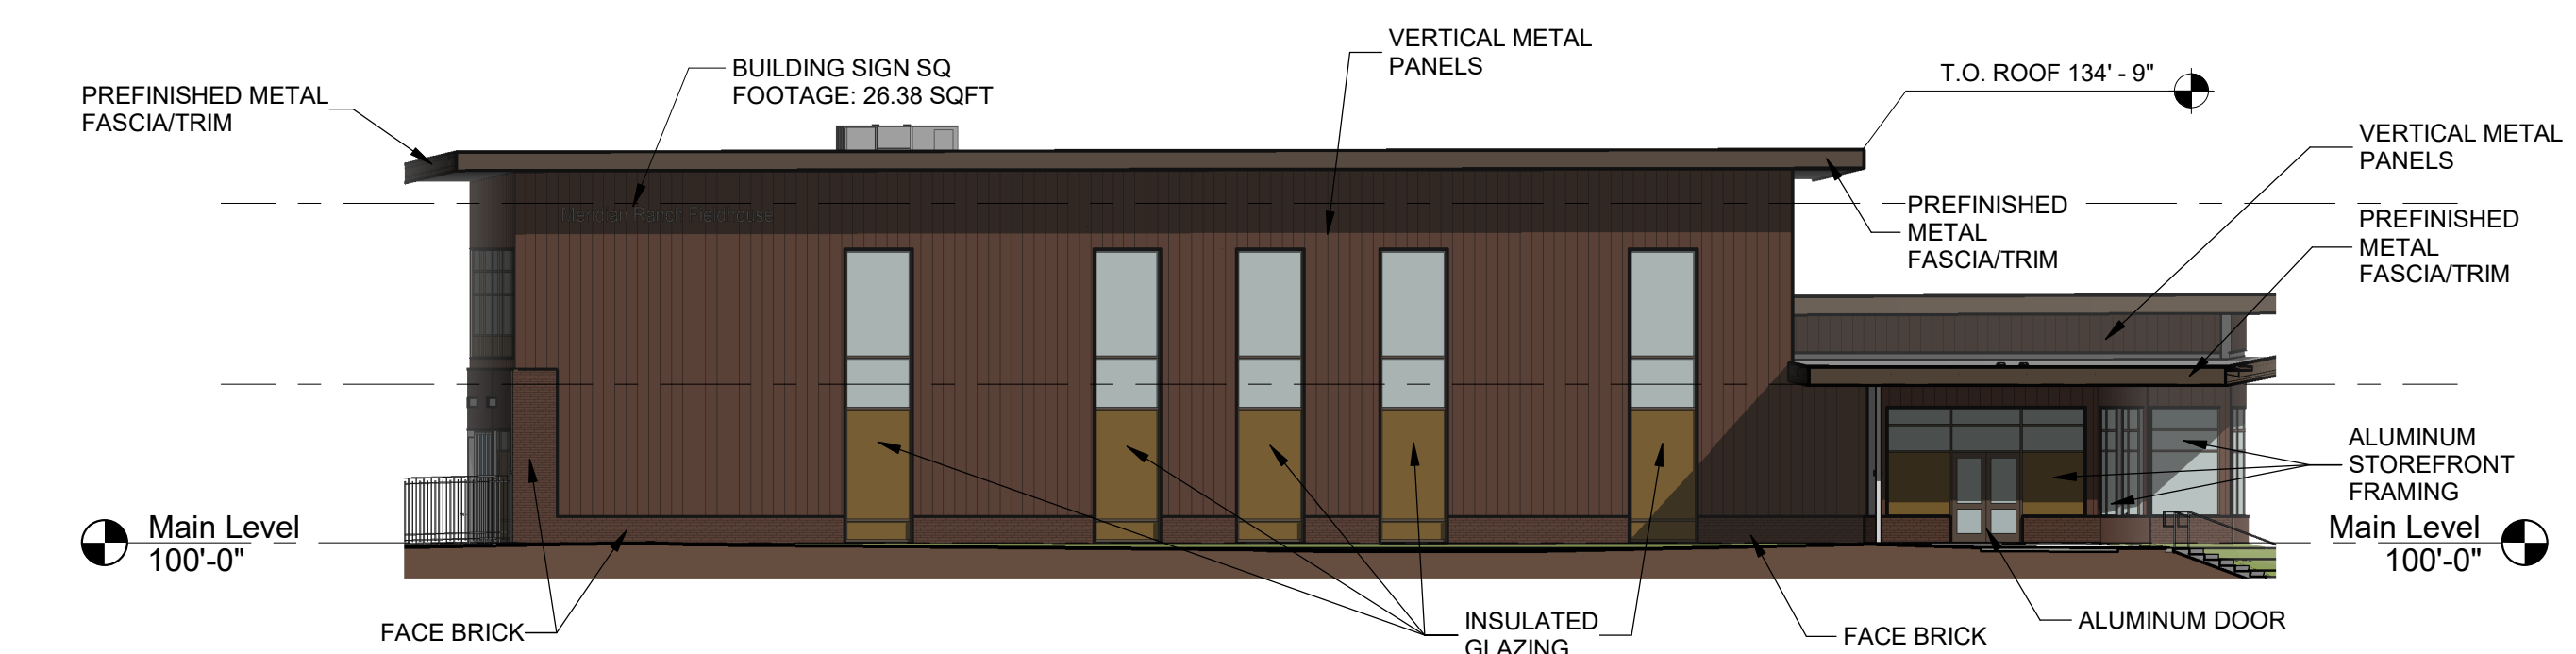 PREFINISHED METAL
FASCIA/TRIM
BUILDING SIGN SQ
FOOTAGE: 26.38 SQFT
VERTICAL METAL
PANELS
T.O. ROOF 134' - 9"
VERTICAL METAL
PANELS
PREFINISHED
METAL
FASCIA/TRIM
PREFINISHED
METAL
FASCIA/TRIM
Meridian Ranch Fieldhouse
ALUMINUM
STOREFRONT
FRAMING
Main Level
100'-0"
Main Level
100'-0"
FACE BRICK
INSULATED
GLAZING
FACE BRICK
ALUMINUM DOOR